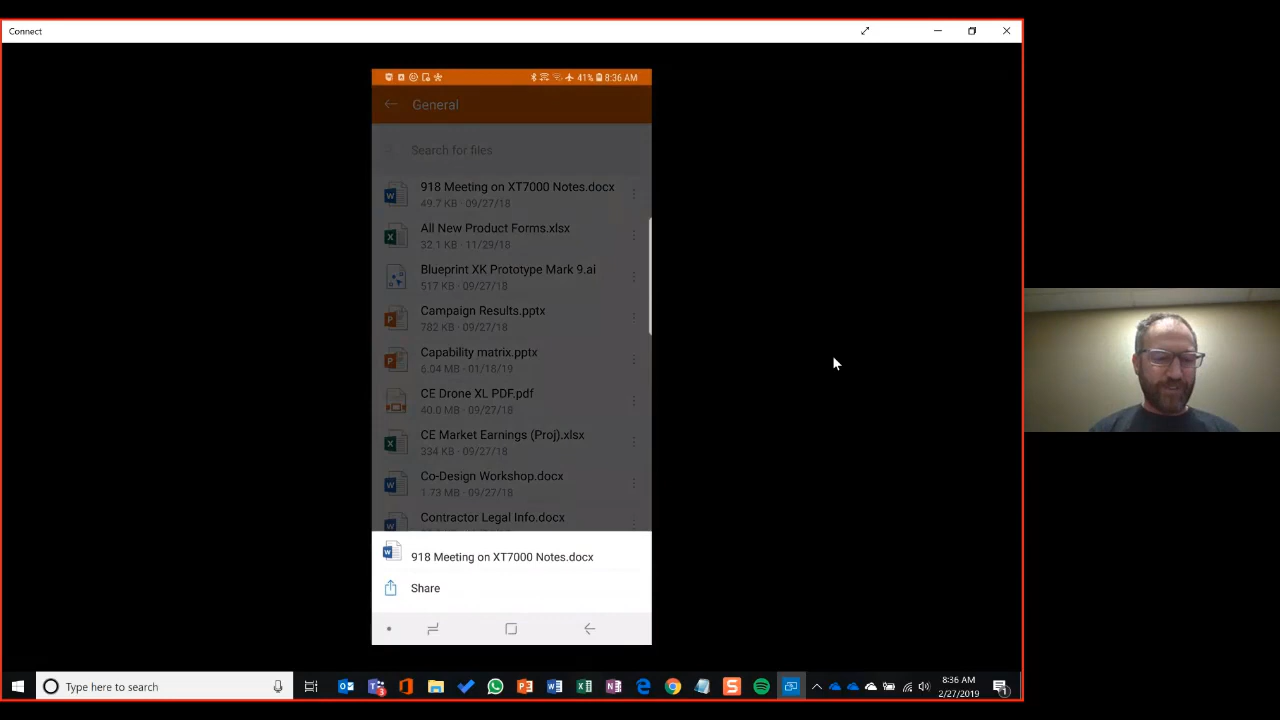 Connect
41% 8:36 AM
General
Search for files
918 Meeting on XT7000 Notes.docx
49.7 KB · 09/27/18
All New Product Forms.xlsx
32.1 KB · 11/29/18
Blueprint XK Prototype Mark 9.ai
517 KB · 09/27/18
Campaign Results.pptx
782 KB · 09/27/18
Capability matrix.pptx
6.04 MB · 01/18/19
CE Drone XL PDF.pdf
40.0 MB · 09/27/18
CE Market Earnings (Proj).xlsx
334 KB · 09/27/18
Co-Design Workshop.docx
1.73 MB · 09/27/18
Contractor Legal Info.docx
918 Meeting on XT7000 Notes.docx
Share
Type here to search
3
8:36 AM
2/27/2019
1